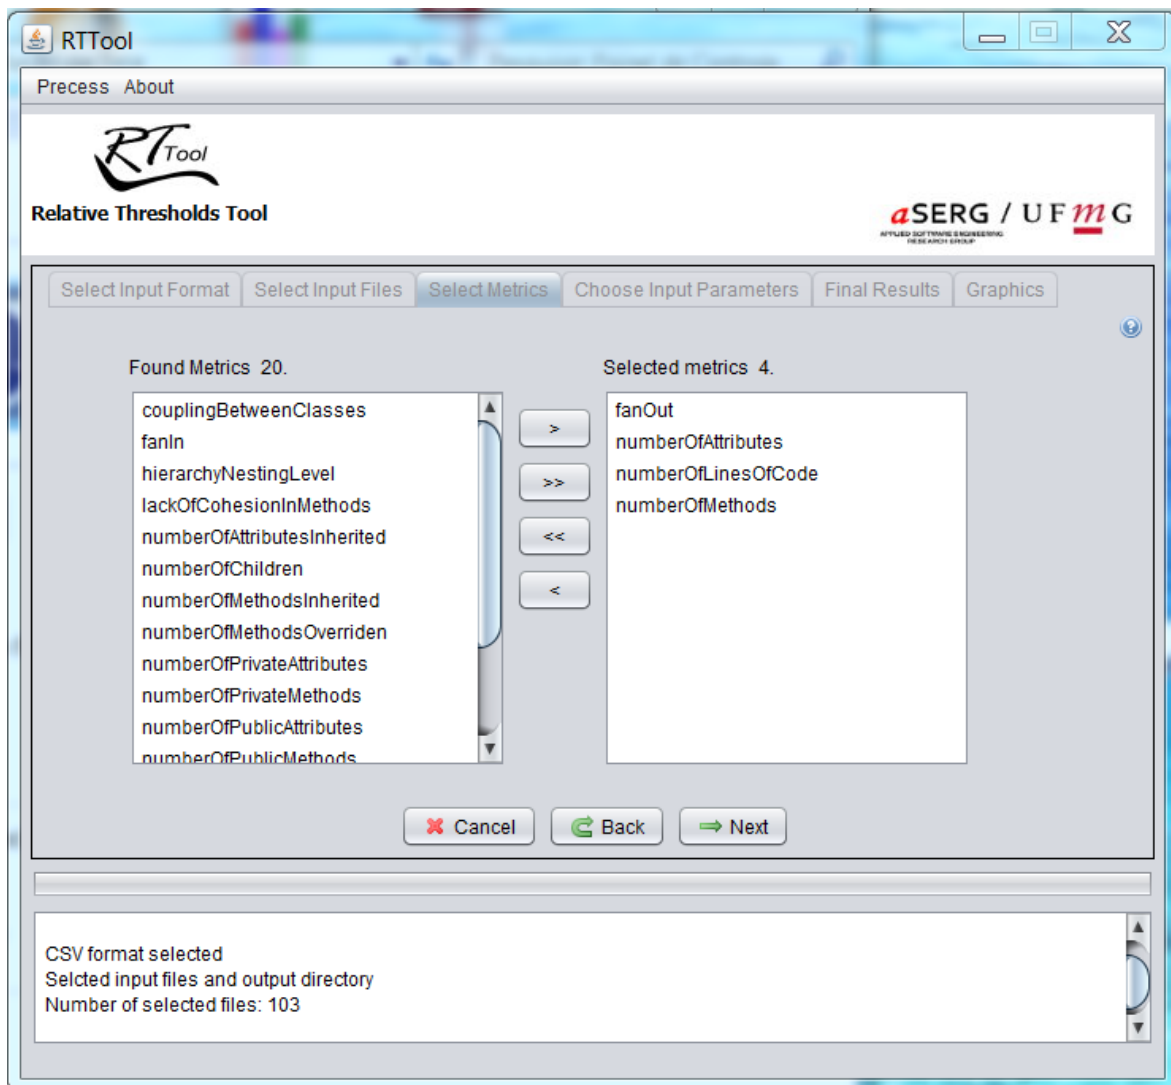 RTTool
Precess About
RT Tool
Relative Thresholds Tool
aSERG / UFmG
APPLIED SOFTWARE ENGINEERING
RESEARCH GROUP
Select Input Format Select Input Files Select Metrics Choose Input Parameters Final Results Graphics
Found Metrics 20. Selected metrics 4.
couplingBetweenClasses
fanIn
hierarchyNestingLevel
lackOfCohesionInMethods
numberOfAttributesInherited
numberOfChildren
numberOfMethodsInherited
numberOfMethodsOverriden
numberOfPrivateAttributes
numberOfPrivateMethods
numberOfPublicAttributes
numberOfPublicMethods
>
>>
<<
<
fanOut
numberOfAttributes
numberOfLinesOfCode
numberOfMethods
Cancel Back Next
CSV format selected
Selcted input files and output directory
Number of selected files: 103